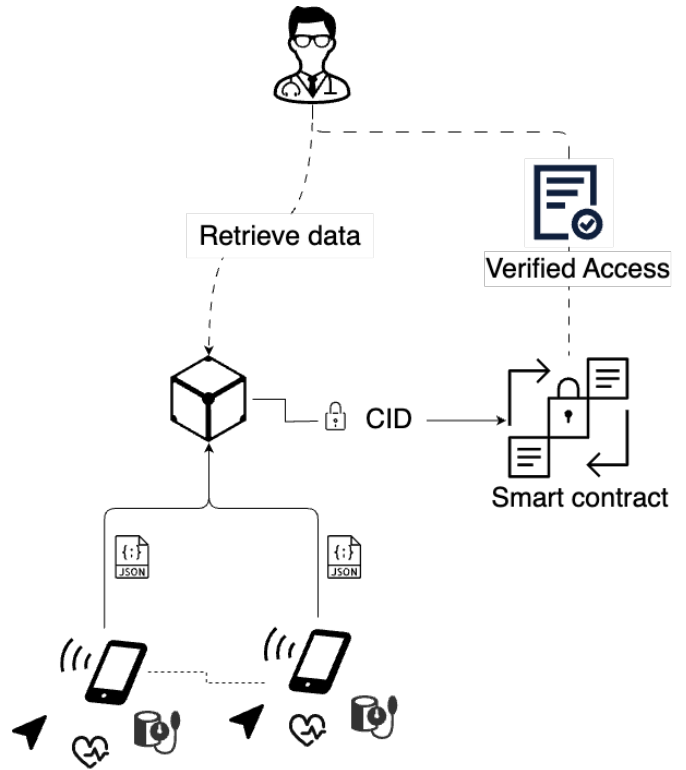 Retrieve data
Verified Access
CID
Smart contract
{;}
JSON
{;}
JSON